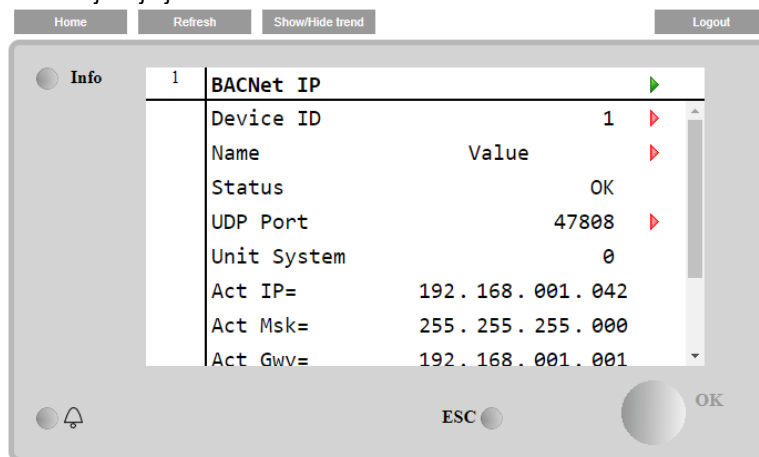 Home Refresh Show/Hide trend Logout
Info
1 BACNet IP
Device ID 1
Name Value
Status OK
UDP Port 47808
Unit System 0
Act IP= 192.168.001.042
Act Msk= 255.255.255.000
Act Gwy= 192.168.001.001
ESC OK